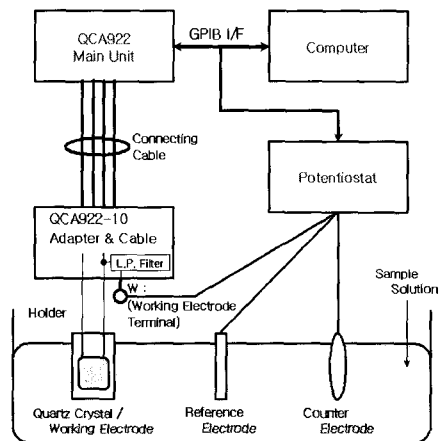 QCA922
Main Unit
GPIB I/F
Computer
Connecting
Cable
Potentiostat
QCA922-10
Adapter & Cable
L.P. Filter
W :
(Working Electrode
Terminal)
Sample
Solution
Holder
Quartz Crystal /
Working Electrode
Reference
Electrode
Counter
Electrode